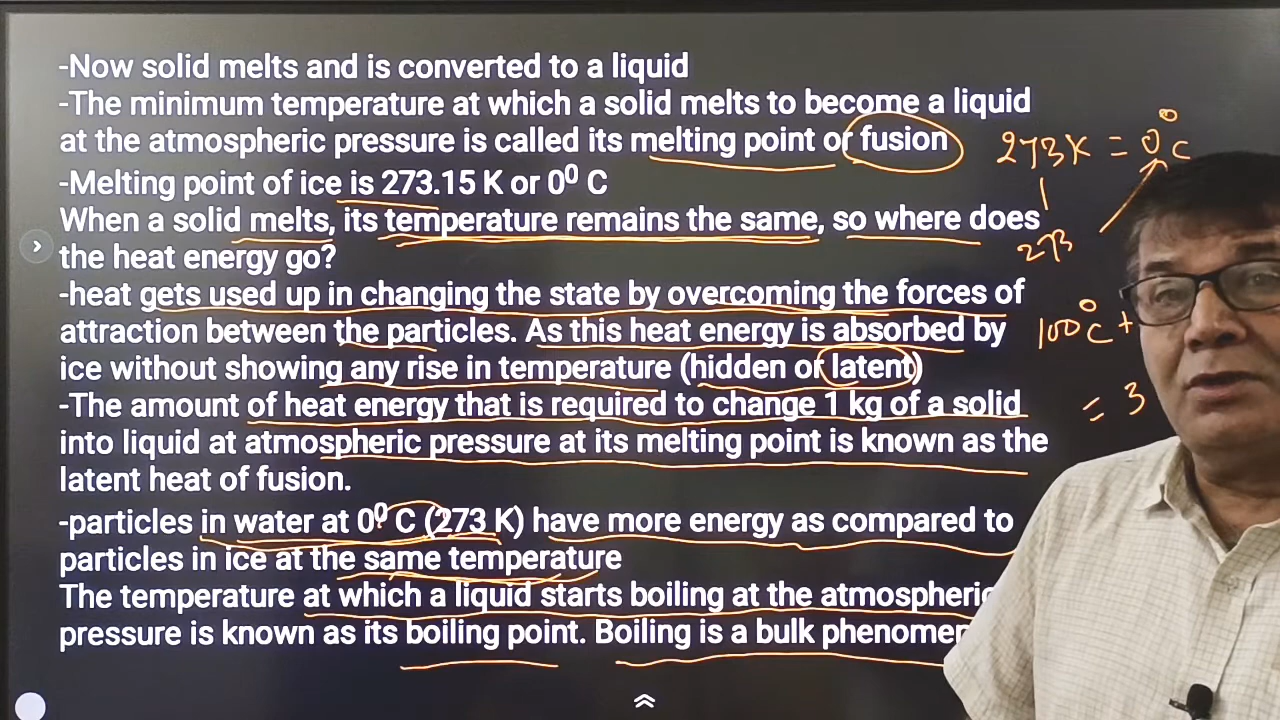 -Now solid melts and is converted to a liquid
-The minimum temperature at which a solid melts to become a liquid
at the atmospheric pressure is called its melting point or fusion
-Melting point of ice is 273.15 K or 0⁰ C
When a solid melts, its temperature remains the same, so where does
the heat energy go?
-heat gets used up in changing the state by overcoming the forces of
attraction between the particles. As this heat energy is absorbed by
ice without showing any rise in temperature (hidden or latent)
-The amount of heat energy that is required to change 1 kg of a solid
into liquid at atmospheric pressure at its melting point is known as the
latent heat of fusion.
-particles in water at 0⁰ C (273 K) have more energy as compared to
particles in ice at the same temperature
The temperature at which a liquid starts boiling at the atmospheric
pressure is known as its boiling point. Boiling is a bulk
273K = 0°C
273
100°C +
= 3